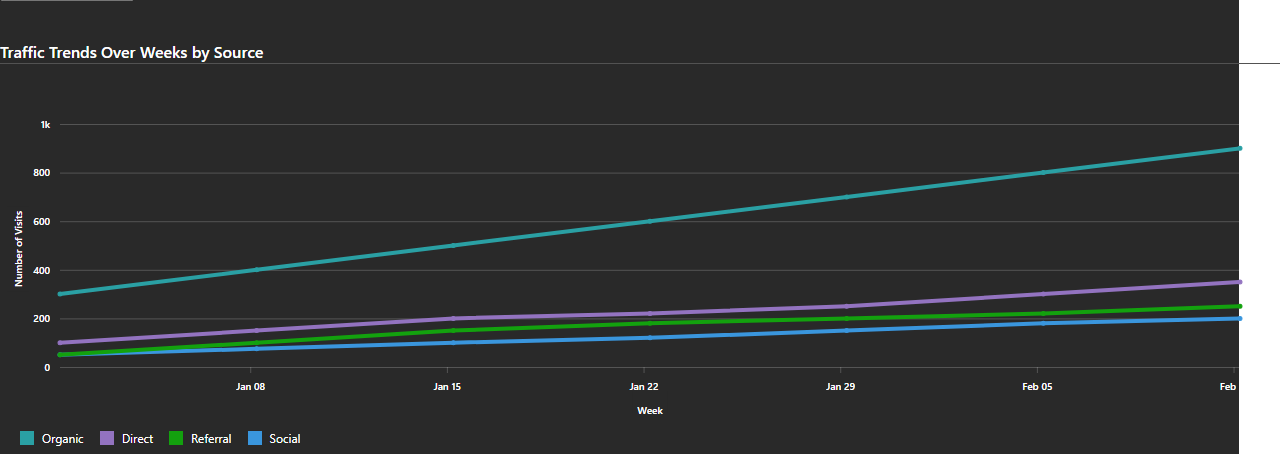 Traffic Trends Over Weeks by Source
1k
800
600
400
200
0
Number of Visits
Jan 08 Jan 15 Jan 22 Jan 29 Feb 05 Feb
Week
Organic Direct Referral Social